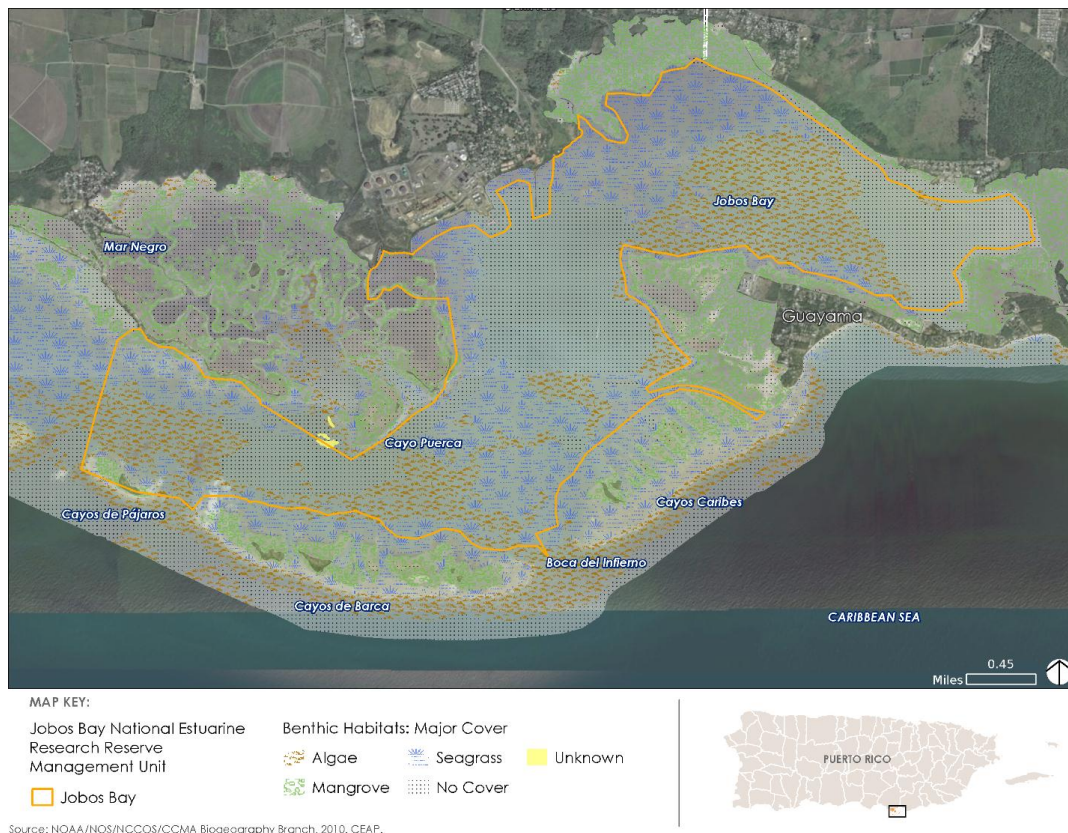 Jobos Bay
Mar Negro
Guayama
Cayo Puerca
Cayos de Pájaros
Cayos Caribes
Boca del Infierno
Cayos de Barca
CARIBBEAN SEA
0.45
Miles
MAP KEY:
Jobos Bay National Estuarine
Research Reserve
Management Unit
Jobos Bay
Benthic Habitats: Major Cover
Algae
Seagrass
Unknown
Mangrove
No Cover
PUERTO RICO
Source: NOAA/NOS/NCCOS/CCMA Biogeography Branch, 2010, CEAP.